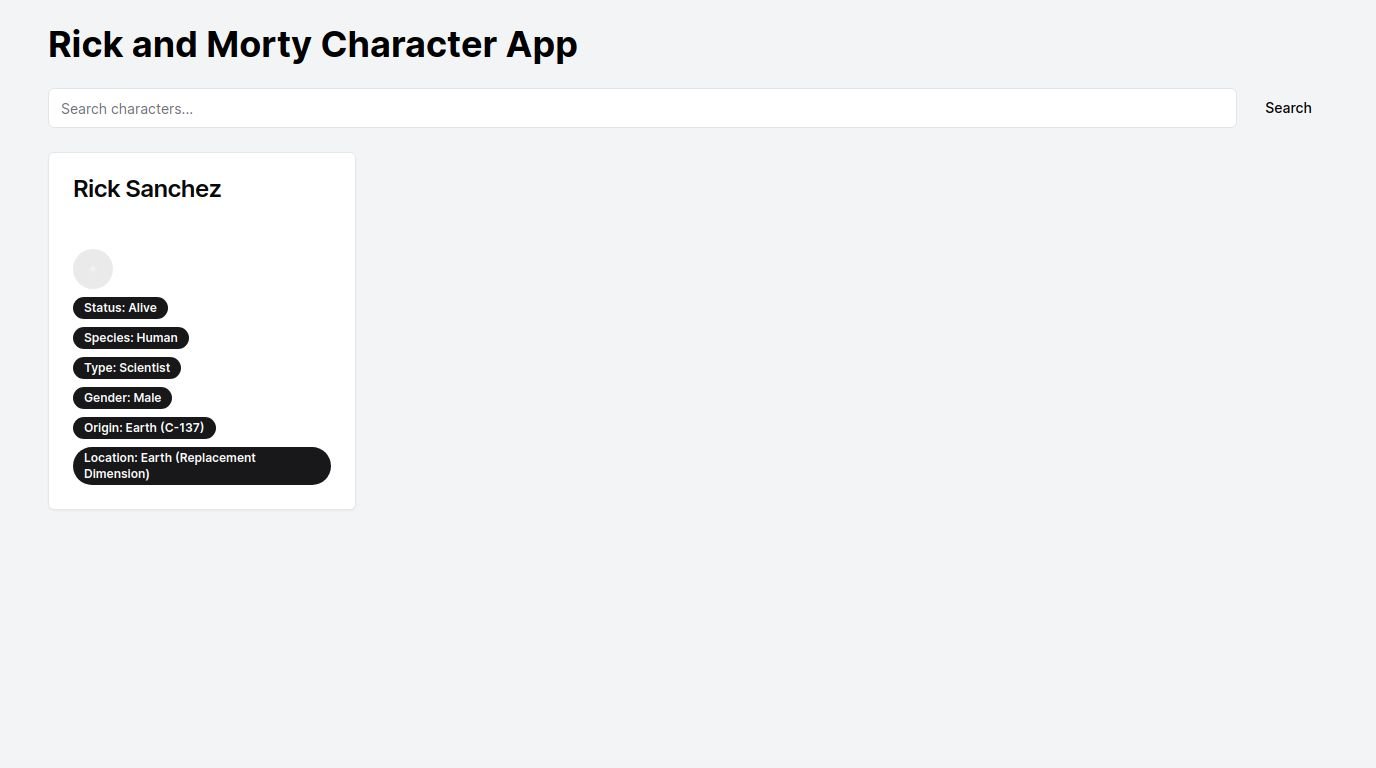 Rick and Morty Character App
Search characters...
Search
Rick Sanchez
Status: Alive
Species: Human
Type: Scientist
Gender: Male
Origin: Earth (C-137)
Location: Earth (Replacement
Dimension)